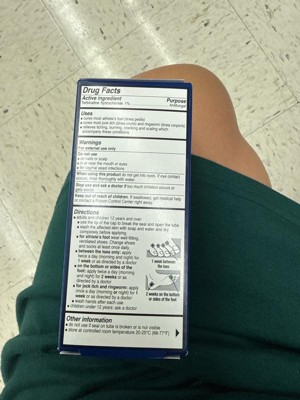 Drug Facts
Active ingredient Purpose
Terbinafine hydrochloride 1% Antifungal
Uses
■ cures most athlete's foot (tinea pedis)
■ cures most jock itch (tinea cruris) and ringworm (tinea corporis)
■ relieves itching, burning, cracking and scaling which
accompany these conditions
Warnings
For external use only
Do not use
■ on nails or scalp
■ in or near the mouth or eyes
■ for vaginal yeast infections
When using this product do not get into eyes. If eye contact
occurs, rinse thoroughly with water.
Stop use and ask a doctor if too much irritation occurs or
gets worse.
Keep out of reach of children. If swallowed, get medical help
or contact a Poison Control Center right away.
Directions
■ adults and children 12 years and over
■ use the tip of the cap to break the seal and open the tube
■ wash the affected skin with soap and water and dry
completely before applying
■ for athlete's foot wear well-fitting,
ventilated shoes. Change shoes
and socks at least once daily.
■ between the toes only: apply
twice a day (morning and night) for
1 week or as directed by a doctor
■ on the bottom or sides of the
foot: apply twice a day (morning
and night) for 2 weeks or as
directed by a doctor
■ for jock itch and ringworm: apply
once a day (morning or night) for 1
week or as directed by a doctor
■ wash hands after each use
■ children under 12 years: ask a doctor
1 week between
the toes
2 weeks on the bottom
or sides of the foot
Other information
■ do not use if seal on tube is broken or is not visible
■ store at controlled room temperature 20-25°C (68-77°F)